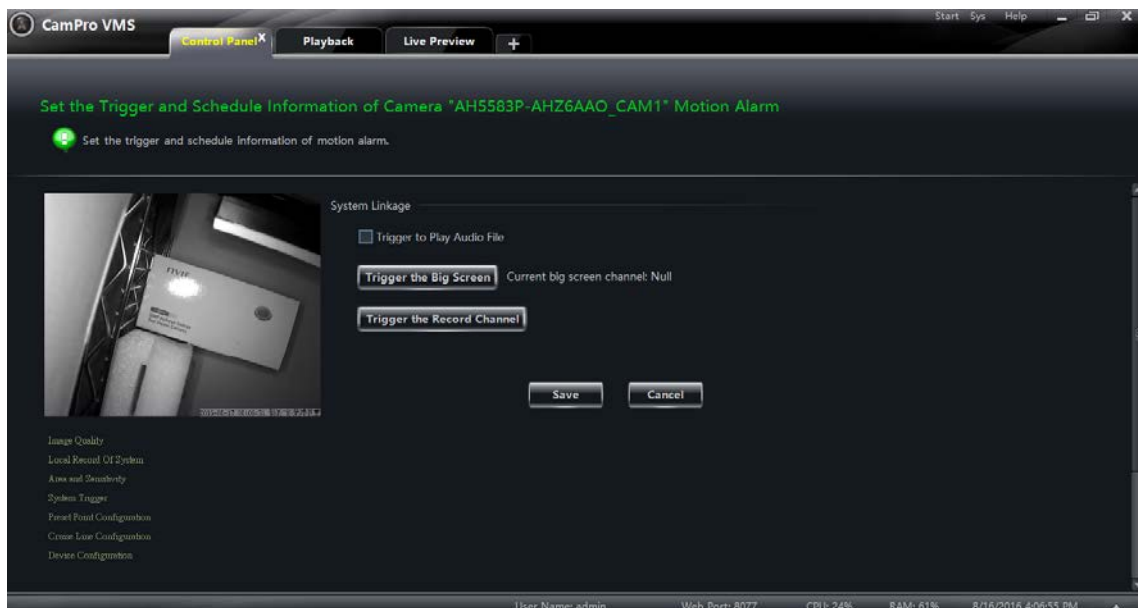 CamPro VMS
Start Sys Help
Control Panel X Playback Live Preview +
Set the Trigger and Schedule Information of Camera "AH5583P-AHZ6AAO_CAM1" Motion Alarm
Set the trigger and schedule information of motion alarm.
System Linkage
Trigger to Play Audio File
Trigger the Big Screen Current big screen channel: Null
Trigger the Record Channel
Save Cancel
Image Quality
Local Record Of System
Area and Sensitivity
System Trigger
Preset Point Configuration
Cruise Line Configuration
Device Configuration
User Name: admin Web Port: 8077 CPU: 24% RAM: 61% 8/16/2016 4:06:55 PM